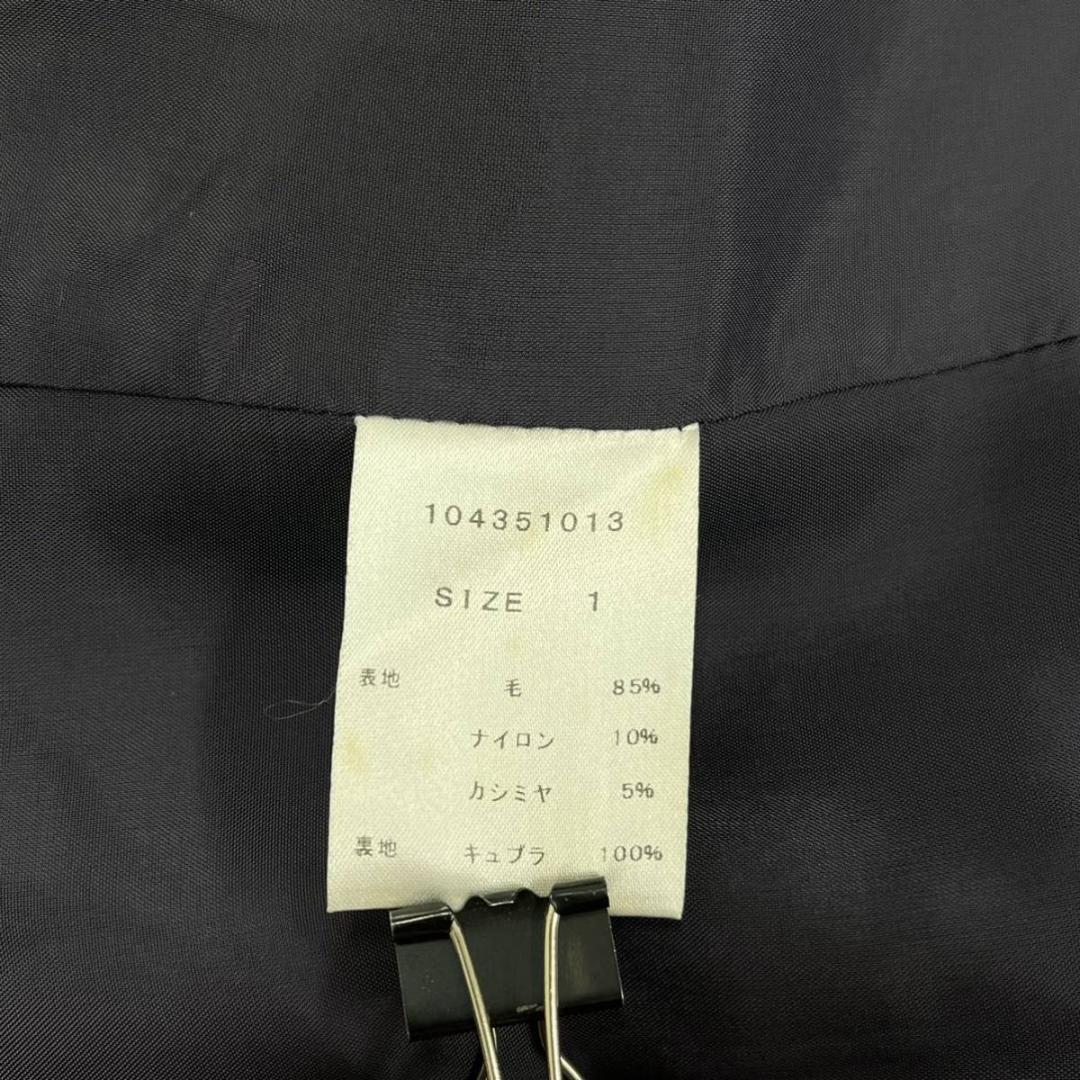 104351013
SIZE 1
表地 毛 85%
ナイロン 10%
カシミヤ 5%
裏地 キュプラ 100%